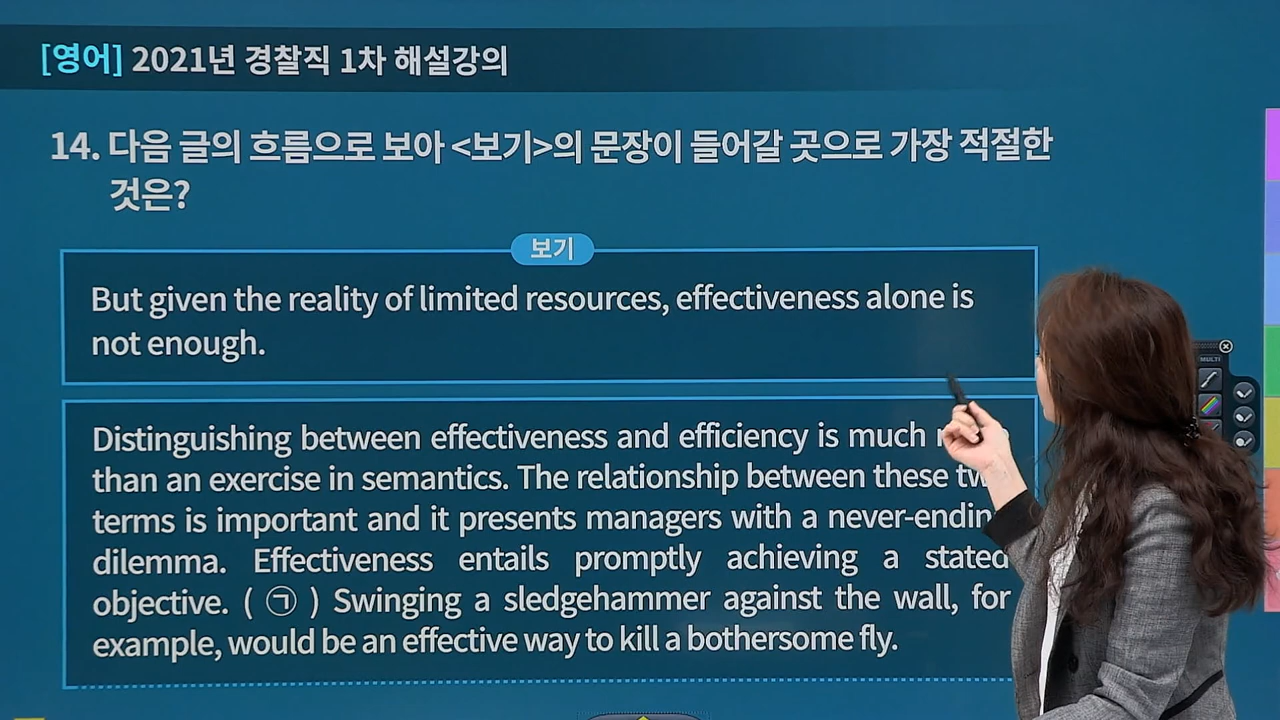 [영어] 2021년 경찰직 1차 해설강의
14. 다음 글의 흐름으로 보아 <보기>의 문장이 들어갈 곳으로 가장 적절한
것은?
보기
But given the reality of limited resources, effectiveness alone is
not enough.
Distinguishing between effectiveness and efficiency is much
than an exercise in semantics. The relationship between these
terms is important and it presents managers with a never-ending
dilemma. Effectiveness entails promptly achieving a stated
objective. ( ㉠ ) Swinging a sledgehammer against the wall, for
example, would be an effective way to kill a bothersome fly.
MULTI